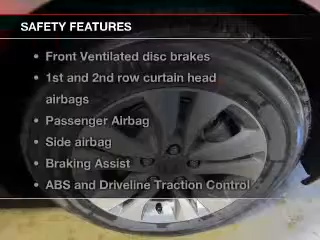 SAFETY FEATURES
• Front Ventilated disc brakes
• 1st and 2nd row curtain head
airbags
• Passenger Airbag
• Side airbag
• Braking Assist
• ABS and Driveline Traction Control